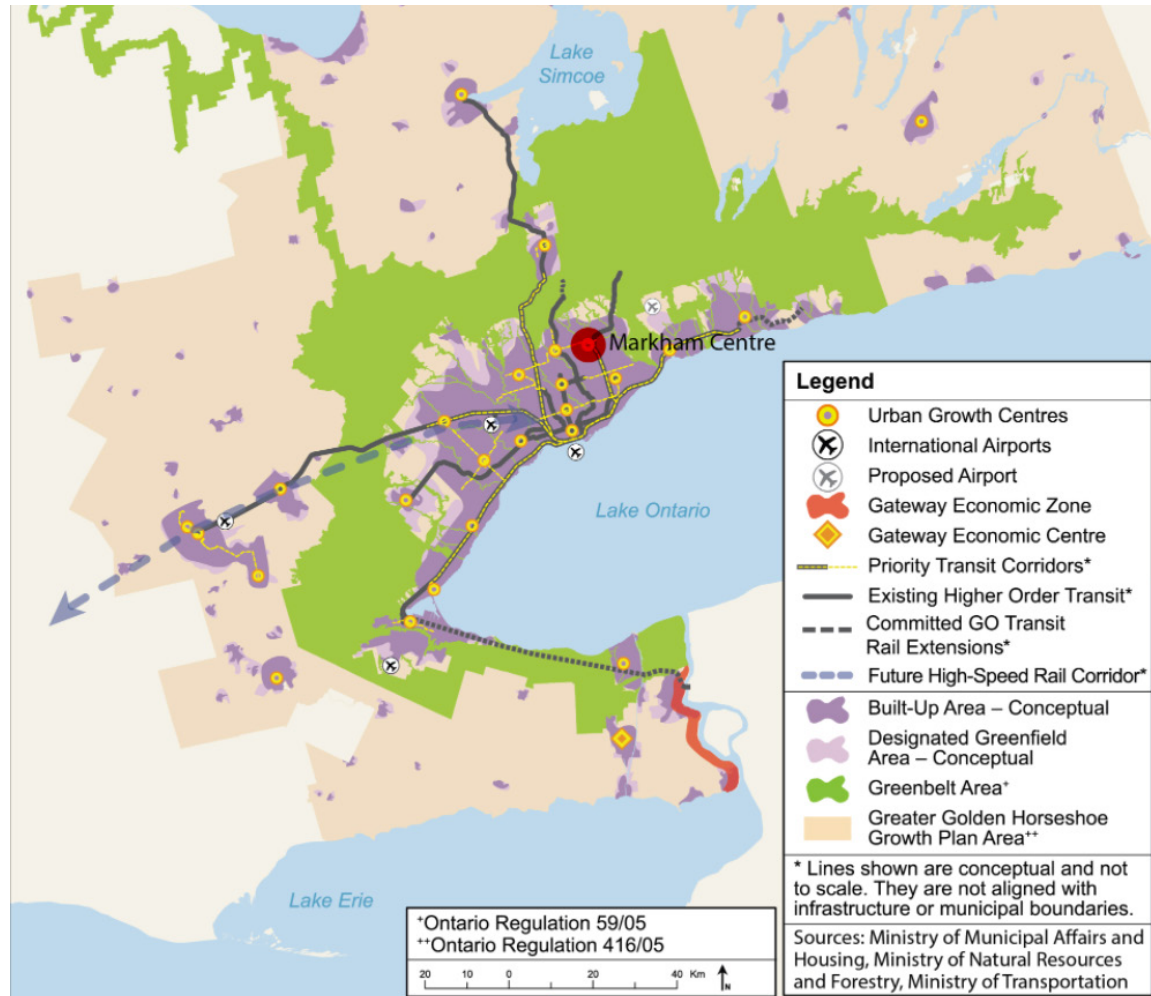 Lake
Simcoe
Markham Centre
Lake Ontario
Lake Erie
Legend
Urban Growth Centres
International Airports
Proposed Airport
Gateway Economic Zone
Gateway Economic Centre
Priority Transit Corridors*
Existing Higher Order Transit*
Committed GO Transit
Rail Extensions*
Future High-Speed Rail Corridor*
Built-Up Area – Conceptual
Designated Greenfield
Area – Conceptual
Greenbelt Area+
Greater Golden Horseshoe
Growth Plan Area++
* Lines shown are conceptual and not
to scale. They are not aligned with
infrastructure or municipal boundaries.
Sources: Ministry of Municipal Affairs and
Housing, Ministry of Natural Resources
and Forestry, Ministry of Transportation
+Ontario Regulation 59/05
++Ontario Regulation 416/05
20 10 0 20 40 Km
N